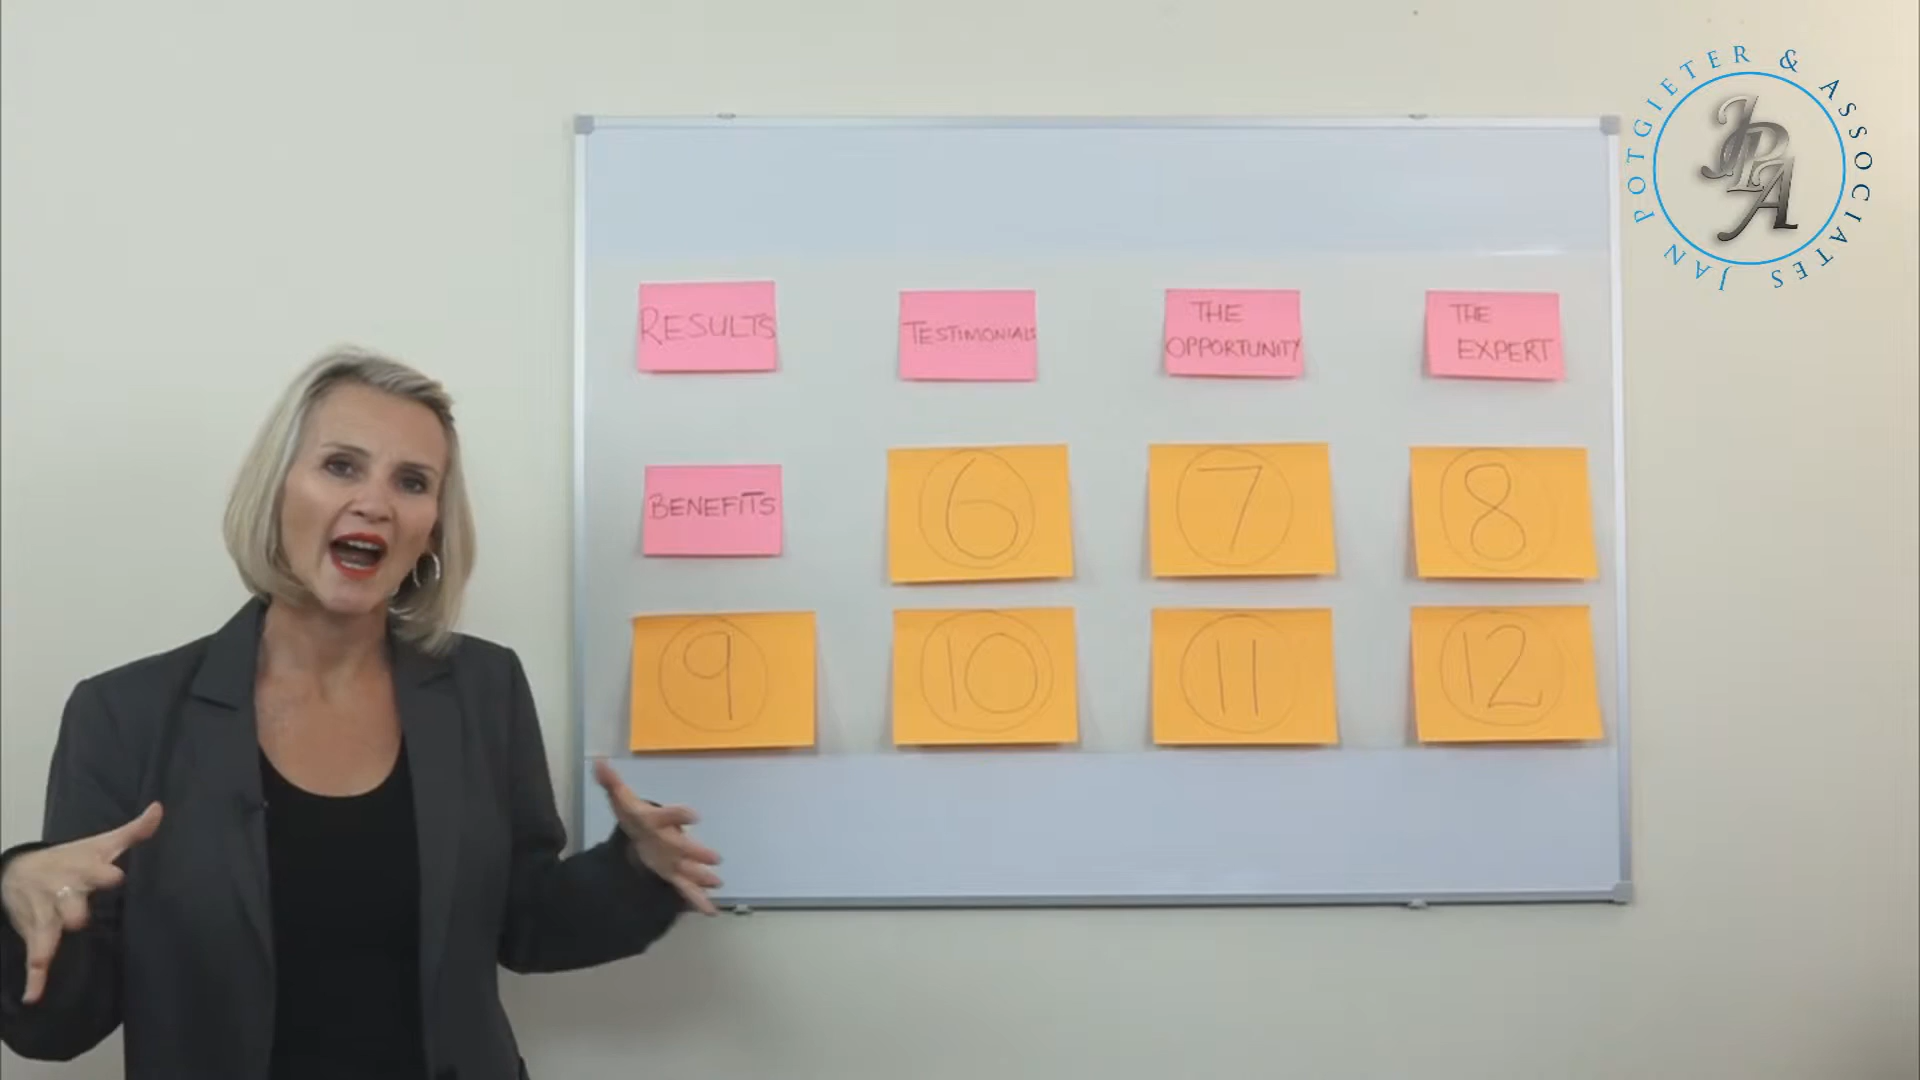 JAN POTGIETER & ASSOCIATES
JPA
RESULTS
TESTIMONIALS
THE
OPPORTUNITY
THE
EXPERT
BENEFITS
6
7
8
9
10
11
12